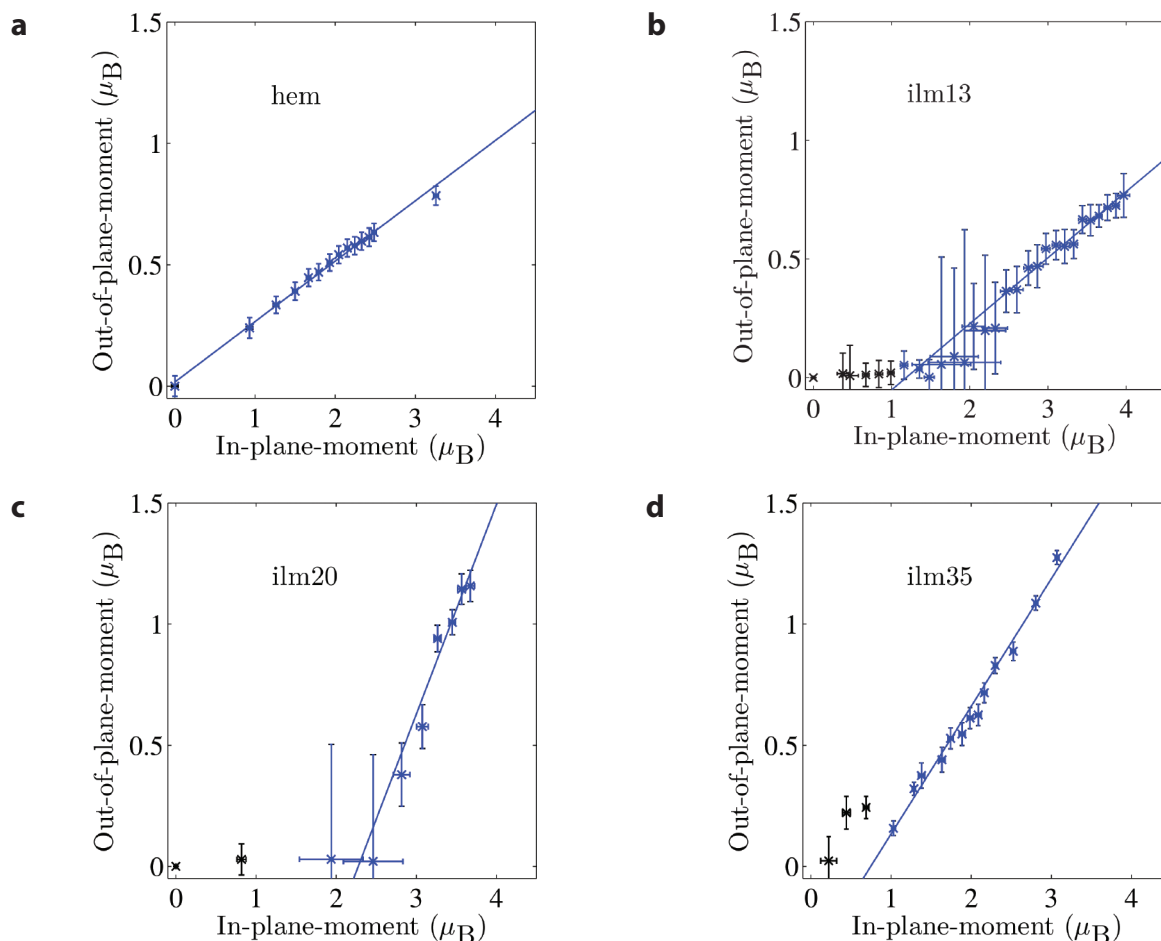 a
1.5
1
0.5
0
Out-of-plane-moment (μB)
hem
0 1 2 3 4
In-plane-moment (μB)
b
1.5
1
0.5
0
Out-of-plane-moment (μB)
ilm13
0 1 2 3 4
In-plane-moment (μB)
c
1.5
1
0.5
0
Out-of-plane-moment (μB)
ilm20
0 1 2 3 4
In-plane-moment (μB)
d
1.5
1
0.5
0
Out-of-plane-moment (μB)
ilm35
0 1 2 3 4
In-plane-moment (μB)